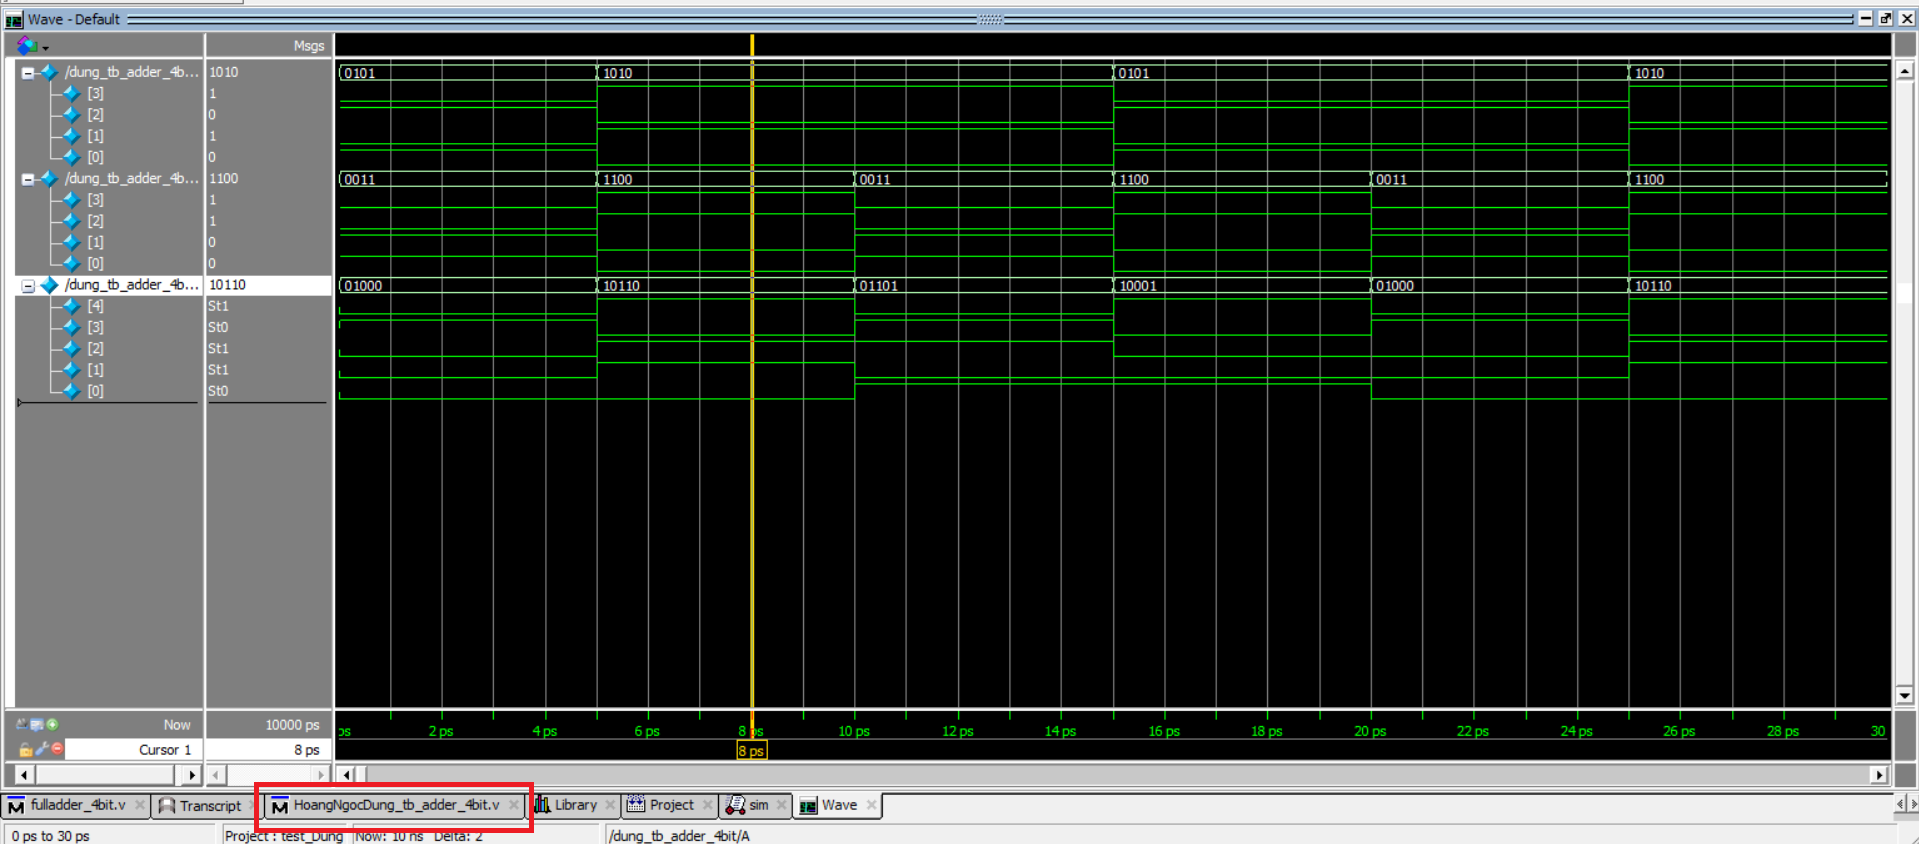 Wave - Default
Msgs
/dung_tb_adder_4b... 1010 0101 1010 0101 1010
[3] 1
[2] 0
[1] 1
[0] 0
/dung_tb_adder_4b... 1100 0011 1100 0011 1100 0011 1100
[3] 1
[2] 1
[1] 0
[0] 0
/dung_tb_adder_4b... 10110 01000 10110 01101 10001 01000 10110
[4] St1
[3] St0
[2] St1
[1] St1
[0] St0
Now 10000 ps ps 2 ps 4 ps 6 ps 8 ps 10 ps 12 ps 14 ps 16 ps 18 ps 20 ps 22 ps 24 ps 26 ps 28 ps 30
Cursor 1 8 ps 8 ps
fulladder_4bit.v Transcript HoangNgocDung_tb_adder_4bit.v Library Project sim Wave
0 ps to 30 ps Project : test_Dung Now: 10 ns Delta: 2 /dung_tb_adder_4bit/A